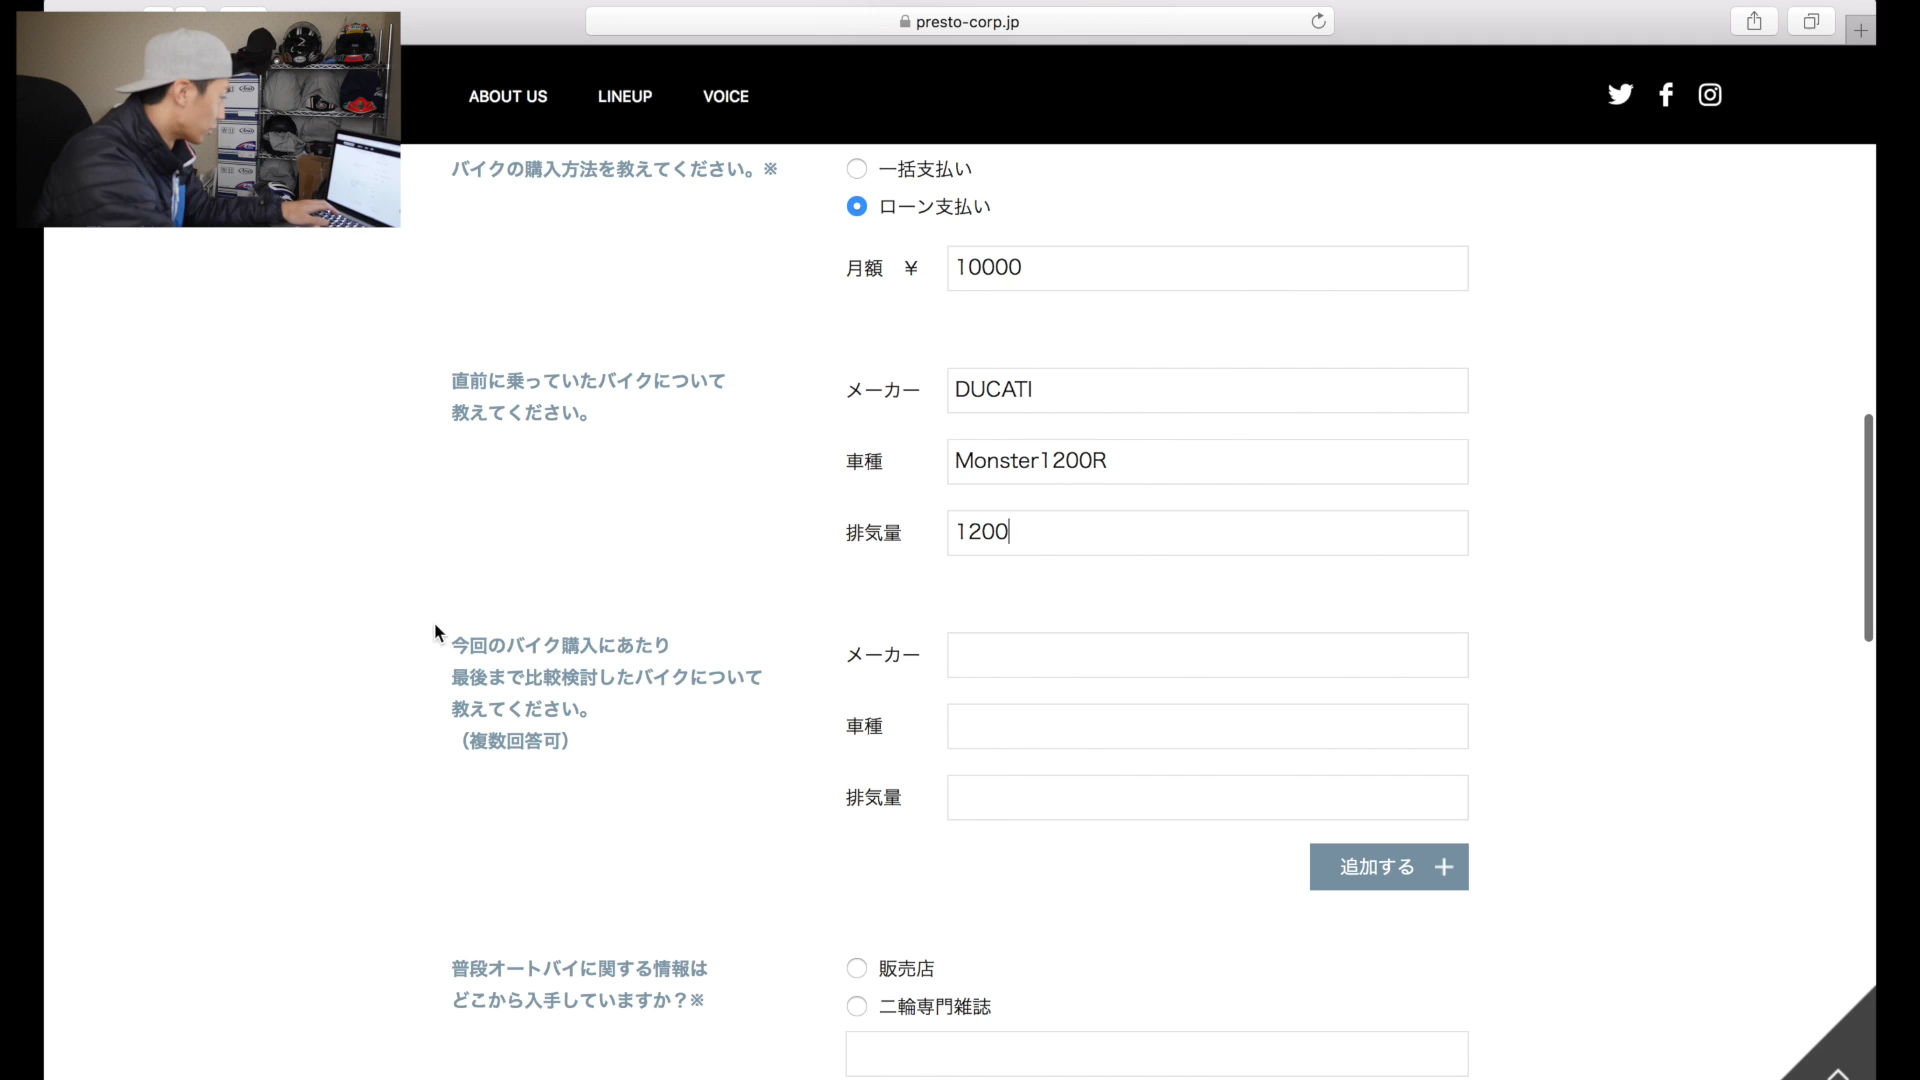 presto-corp.jp
ABOUT US LINEUP VOICE
バイクの購入方法を教えてください。※
一括支払い
ローン支払い
月額 ¥ 10000
直前に乗っていたバイクについて
教えてください。
メーカー DUCATI
車種 Monster1200R
排気量 1200
今回のバイク購入にあたり
最後まで比較検討したバイクについて
教えてください。
（複数回答可）
メーカー
車種
排気量
追加する ＋
普段オートバイに関する情報は
どこから入手していますか？※
販売店
二輪専門雑誌